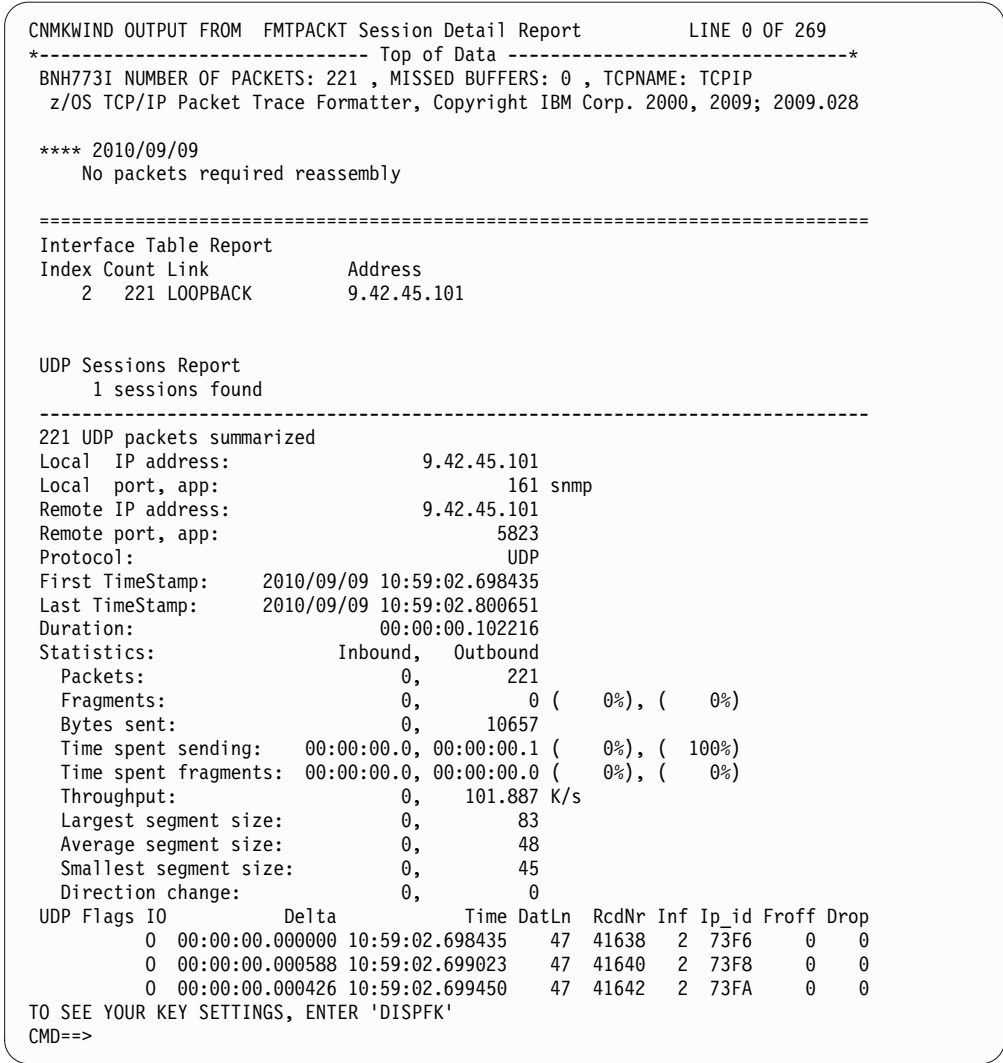 CNMKWIND OUTPUT FROM  FMTPACKT Session Detail Report          LINE 0 OF 269
*------------------------------- Top of Data --------------------------------*
 BNH773I NUMBER OF PACKETS: 221 , MISSED BUFFERS: 0 , TCPNAME: TCPIP
  z/OS TCP/IP Packet Trace Formatter, Copyright IBM Corp. 2000, 2009; 2009.028
 **** 2010/09/09
     No packets required reassembly
 ==============================================================================
 Interface Table Report
 Index Count Link             Address
     2   221 LOOPBACK         9.42.45.101
 UDP Sessions Report
      1 sessions found
 ------------------------------------------------------------------------------
 221 UDP packets summarized
 Local  IP address:                  9.42.45.101
 Local  port, app:                           161 snmp
 Remote IP address:                  9.42.45.101
 Remote port, app:                          5823
 Protocol:                                   UDP
 First TimeStamp:     2010/09/09 10:59:02.698435
 Last TimeStamp:      2010/09/09 10:59:02.800651
 Duration:                       00:00:00.102216
 Statistics:                 Inbound,   Outbound
   Packets:                        0,        221
   Fragments:                      0,          0 (    0%), (    0%)
   Bytes sent:                     0,      10657
   Time spent sending:    00:00:00.0, 00:00:00.1 (    0%), (  100%)
   Time spent fragments:  00:00:00.0, 00:00:00.0 (    0%), (    0%)
   Throughput:                     0,    101.887 K/s
   Largest segment size:           0,         83
   Average segment size:           0,         48
   Smallest segment size:          0,         45
   Direction change:               0,          0
 UDP Flags IO           Delta            Time DatLn  RcdNr Inf Ip_id Froff Drop
           O  00:00:00.000000 10:59:02.698435    47  41638   2  73F6     0    0
           O  00:00:00.000588 10:59:02.699023    47  41640   2  73F8     0    0
           O  00:00:00.000426 10:59:02.699450    47  41642   2  73FA     0    0
TO SEE YOUR KEY SETTINGS, ENTER 'DISPFK'
CMD==>